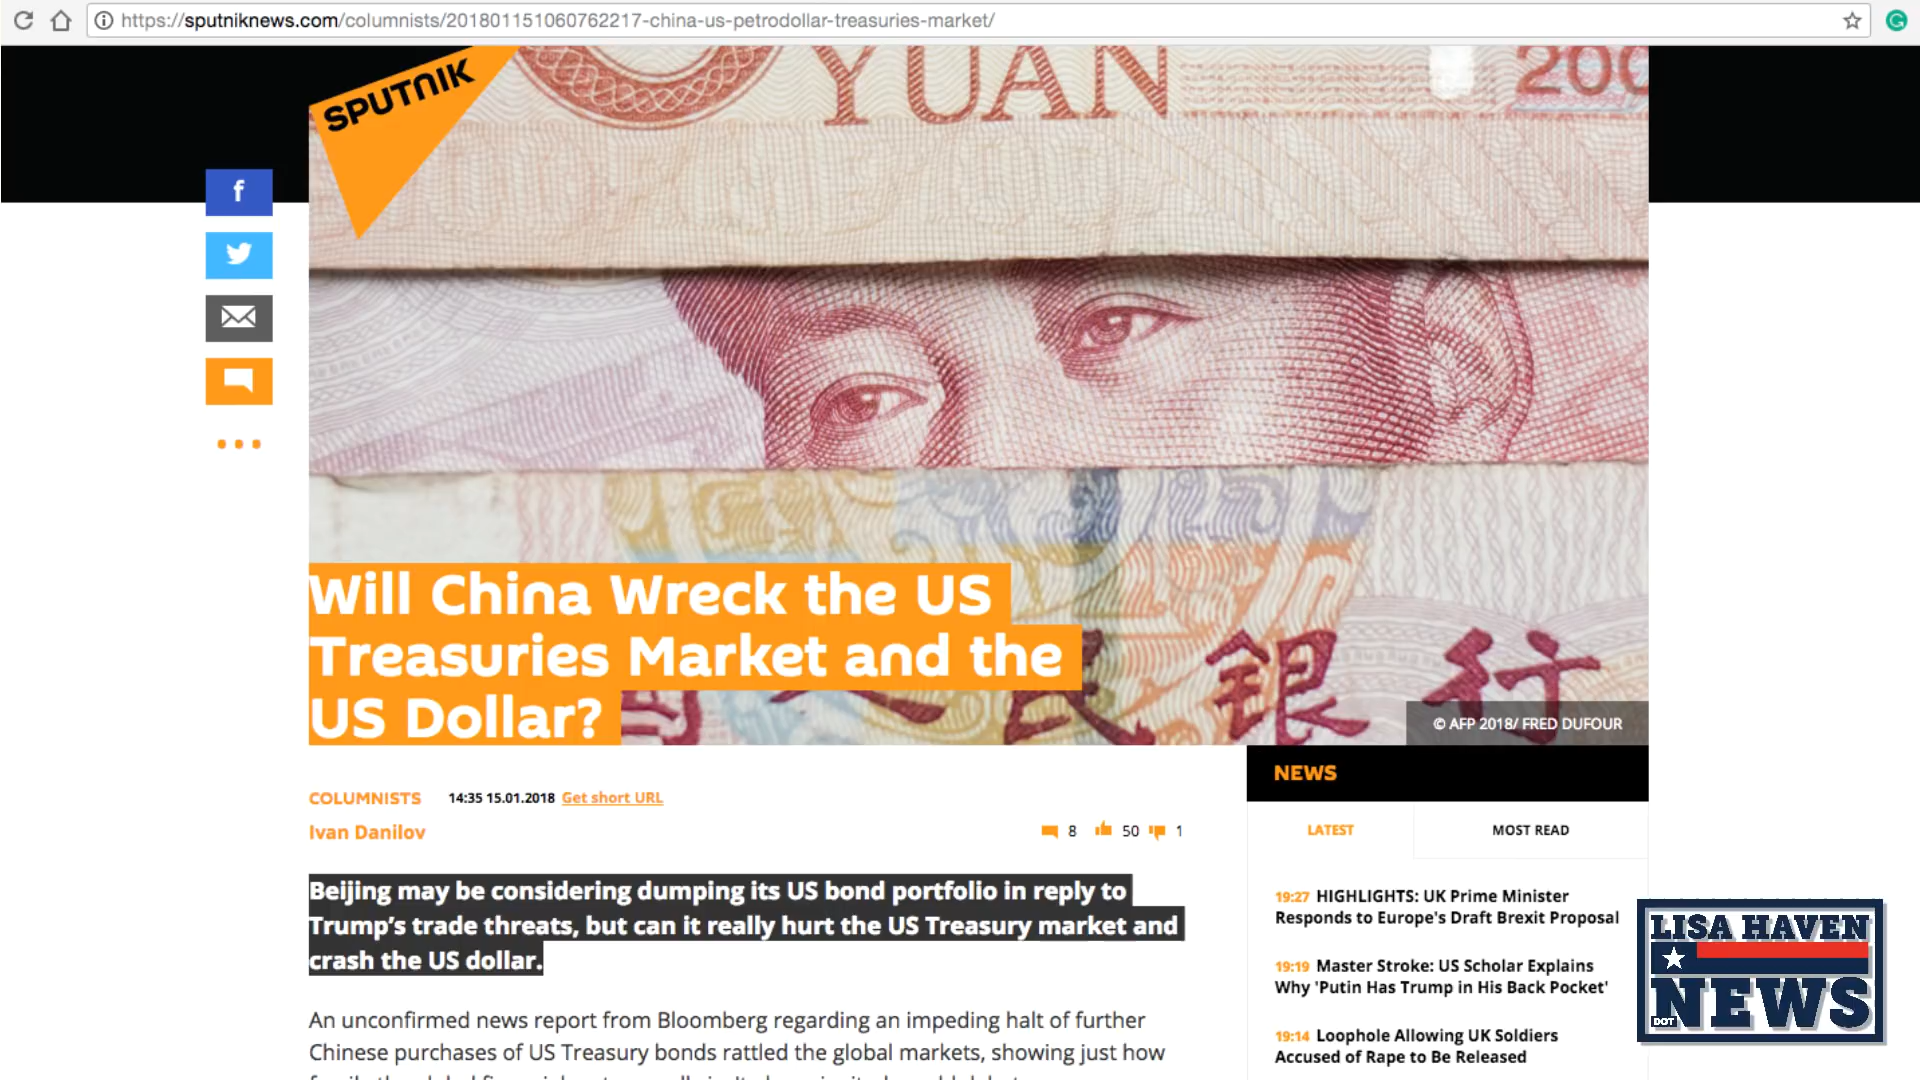 https://sputniknews.com/columnists/201801151060762217-china-us-petrodollar-treasuries-market/
SPUTNIK
YUAN
200
f
Will China Wreck the US
Treasuries Market and the
US Dollar?
民银行
© AFP 2018/ FRED DUFOUR
COLUMNISTS 14:35 15.01.2018 Get short URL
Ivan Danilov
8 50 1
Beijing may be considering dumping its US bond portfolio in reply to
Trump’s trade threats, but can it really hurt the US Treasury market and
crash the US dollar.
An unconfirmed news report from Bloomberg regarding an impeding halt of further
Chinese purchases of US Treasury bonds rattled the global markets, showing just how
NEWS
LATEST MOST READ
19:27 HIGHLIGHTS: UK Prime Minister
Responds to Europe's Draft Brexit Proposal
19:19 Master Stroke: US Scholar Explains
Why 'Putin Has Trump in His Back Pocket'
19:14 Loophole Allowing UK Soldiers
Accused of Rape to Be Released
LISA HAVEN
DOT NEWS